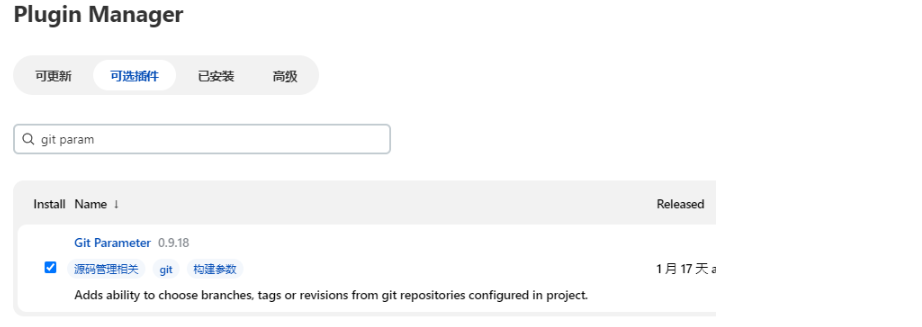 Plugin Manager
可更新 可选插件 已安装 高级
git param
Install Name ↓ Released
Git Parameter 0.9.18
源码管理相关 git 构建参数
1 月 17 天 a
Adds ability to choose branches, tags or revisions from git repositories configured in project.